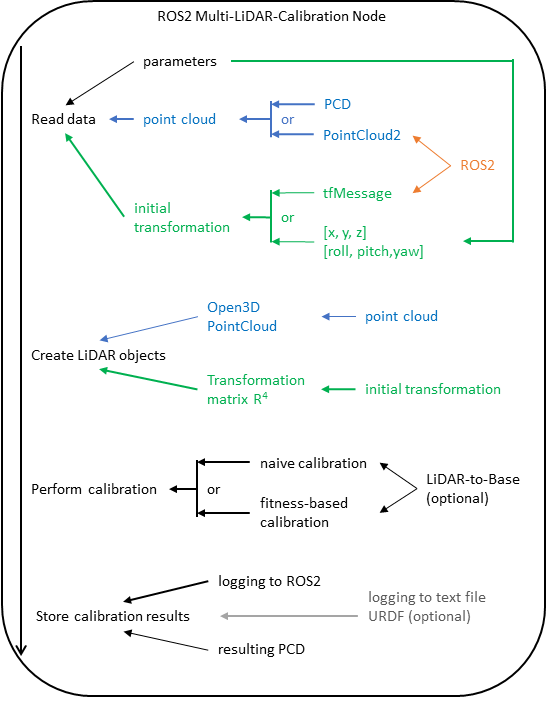 ROS2 Multi-LiDAR-Calibration Node
parameters
Read data
point cloud
PCD
or
PointCloud2
ROS2
initial
transformation
tfMessage
or
[x, y, z]
[roll, pitch,yaw]
Open3D
PointCloud
point cloud
Create LiDAR objects
Transformation
matrix R⁴
initial transformation
Perform calibration
naive calibration
or
fitness-based
calibration
LiDAR-to-Base
(optional)
logging to ROS2
Store calibration results
logging to text file
URDF (optional)
resulting PCD